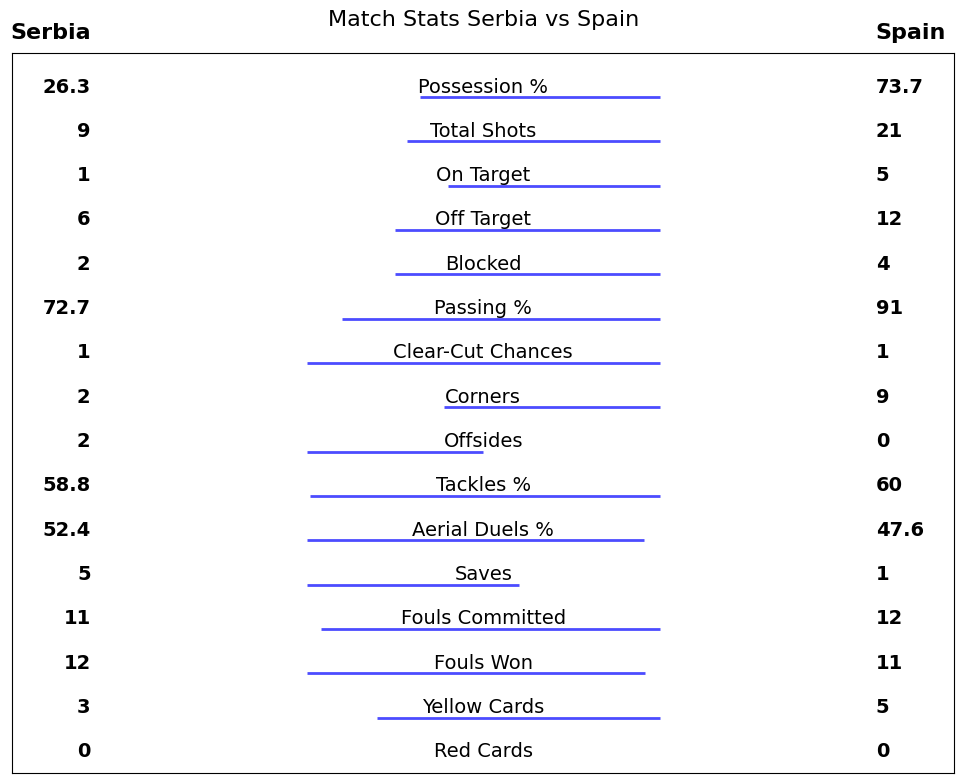 Match Stats Serbia vs Spain
Serbia Spain
26.3 Possession % 73.7
9 Total Shots 21
1 On Target 5
6 Off Target 12
2 Blocked 4
72.7 Passing % 91
1 Clear-Cut Chances 1
2 Corners 9
2 Offsides 0
58.8 Tackles % 60
52.4 Aerial Duels % 47.6
5 Saves 1
11 Fouls Committed 12
12 Fouls Won 11
3 Yellow Cards 5
0 Red Cards 0